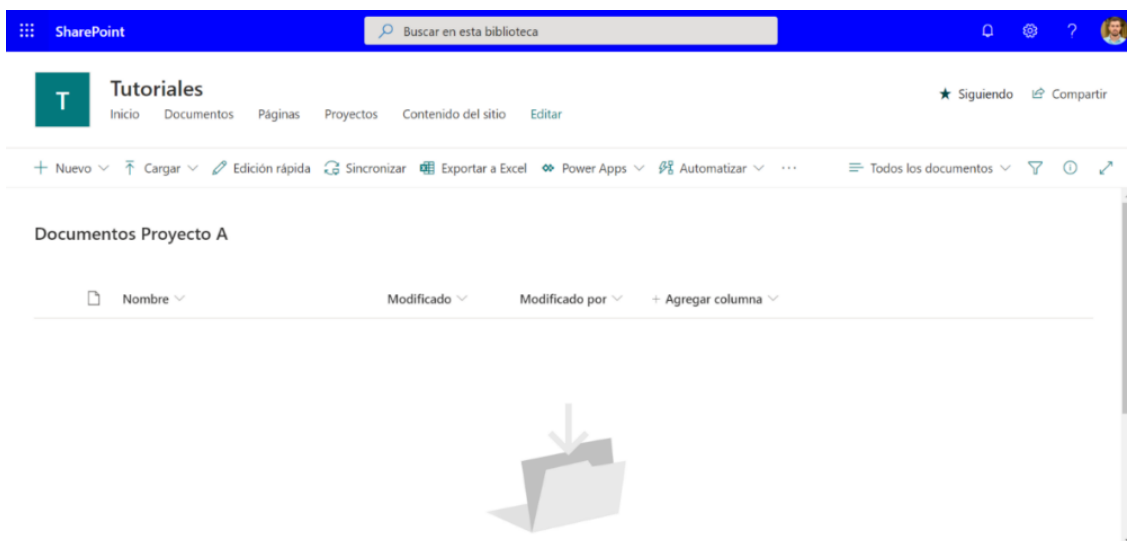 SharePoint Buscar en esta biblioteca ?
T
Tutoriales
Inicio Documentos Páginas Proyectos Contenido del sitio Editar
Siguiendo Compartir
+ Nuevo Cargar Edición rápida Sincronizar Exportar a Excel Power Apps Automatizar ··· Todos los documentos
Documentos Proyecto A
Nombre Modificado Modificado por + Agregar columna